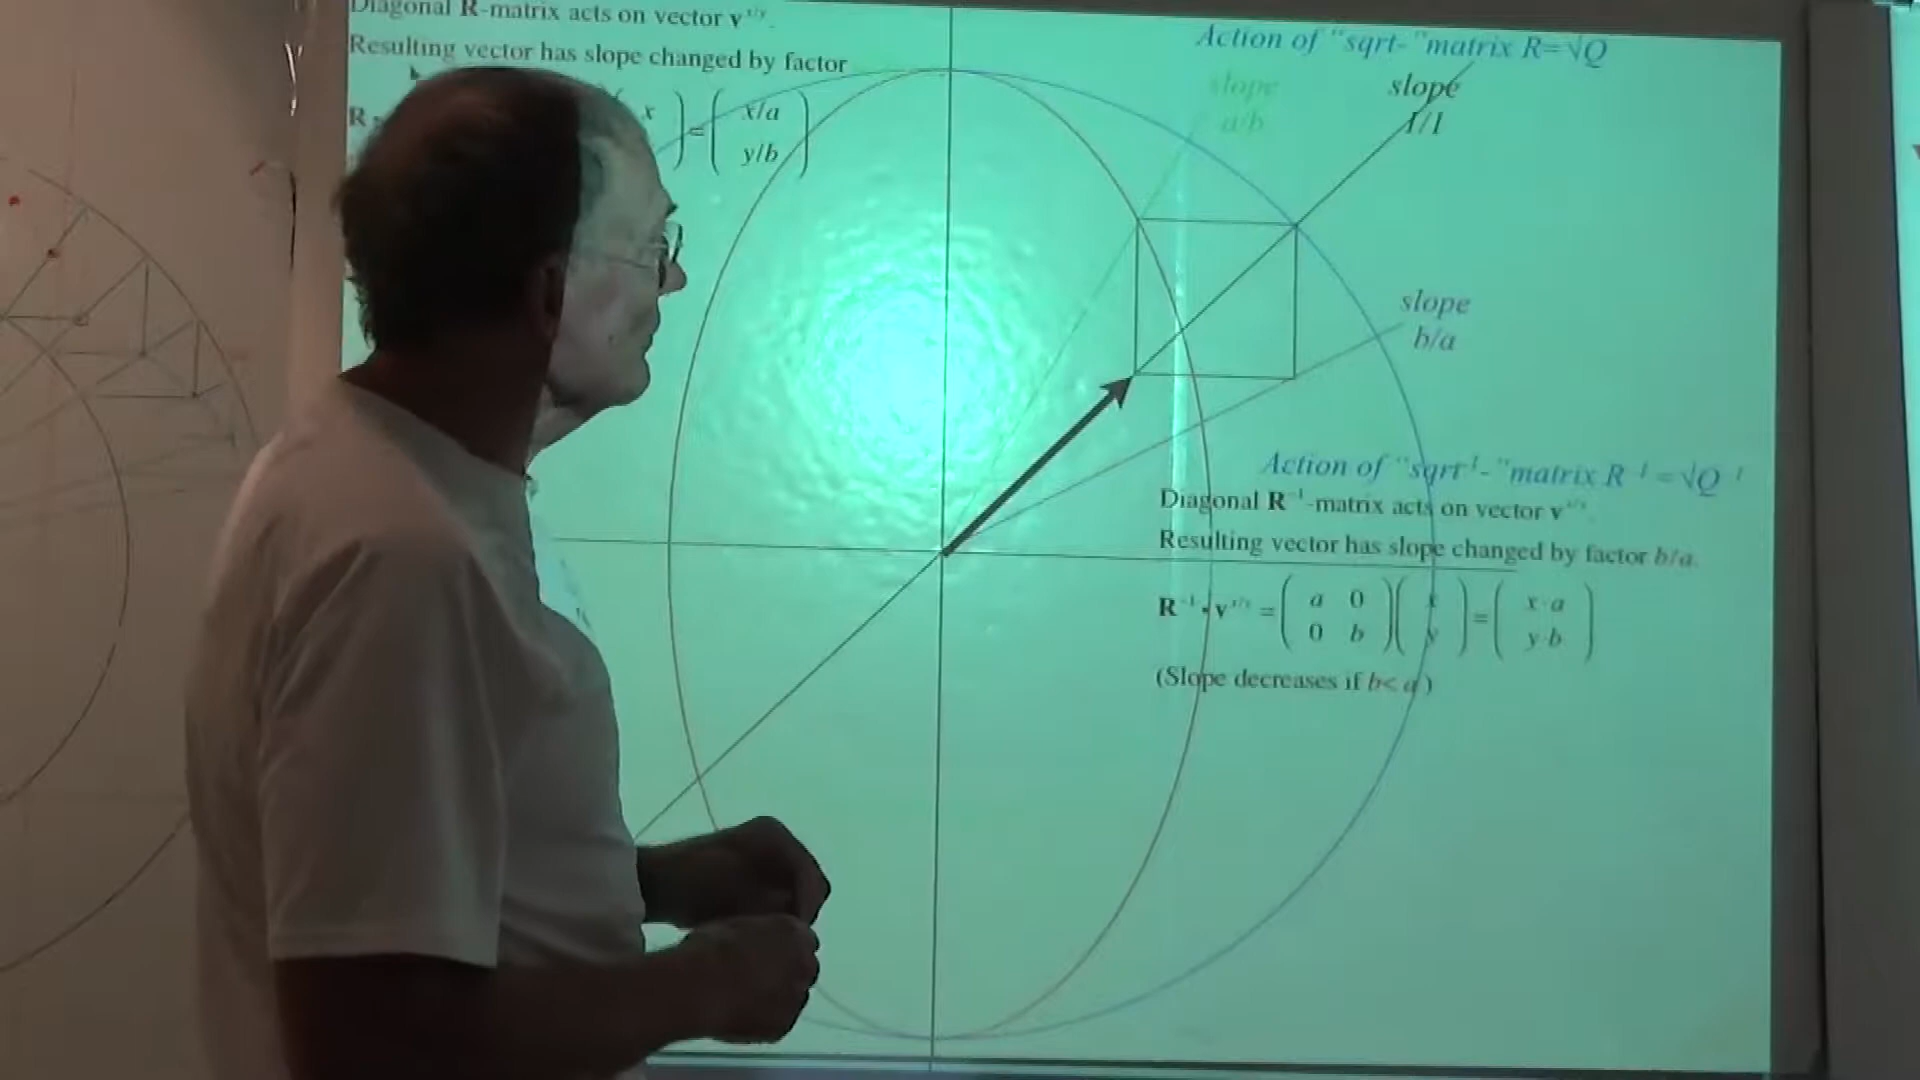 Diagonal R-matrix acts on vector v^x/y.
Resulting vector has slope changed by factor
R
x
= ( x/a
y/b )
Action of "sqrt-"matrix R=√Q
slope
a/b
slope
1/1
slope
b/a
Action of "sqrt⁻¹-"matrix R⁻¹=√Q⁻¹
Diagonal R⁻¹-matrix acts on vector v^x/y.
Resulting vector has slope changed by factor b/a.
R⁻¹·v^x/y = ( a 0 ) ( x ) = ( x·a )
( 0 b ) ( y ) ( y·b )
(Slope decreases if b< a.)